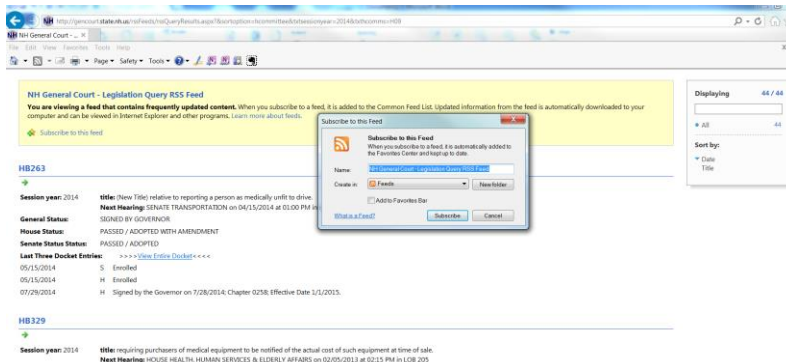 http://gencourt.state.nh.us/rssFeeds/rssQueryResults.aspx?&sortoption=
NH General Court - ...
File Edit View Favorites Tools Help
Page Safety Tools
NH General Court - Legislation Query RSS Feed
You are viewing a feed that contains frequently updated content. When you subscribe to a feed, it is added to the Common Feed List. Updated information from the feed is automatically downloaded to your
computer and can be viewed in Internet Explorer and other programs. Learn more about feeds.
Subscribe to this feed
Displaying 44 / 44
All 44
Sort by:
Date
Title
Subscribe to this Feed
Subscribe to this Feed
When you subscribe to a feed, it is automatically added to
the Favorites Center and kept up to date.
Name: NH General Court - Legislation Query RSS Feed
Create in: Feeds New folder
Add to Favorites Bar
What is a Feed? Subscribe Cancel
HB263
Session year: 2014 title: (New Title) relative to reporting a person as medically unfit to drive.
Next Hearing: SENATE TRANSPORTATION on 04/15/2014 at 01:00 PM in
General Status: SIGNED BY GOVERNOR
House Status: PASSED / ADOPTED WITH AMENDMENT
Senate Status Status: PASSED / ADOPTED
Last Three Docket Entries: >>>>View Entire Docket<<<<
05/15/2014 S Enrolled
05/15/2014 H Enrolled
07/29/2014 H Signed by the Governor on 7/28/2014; Chapter 0258; Effective Date 1/1/2015.
HB329
Session year: 2014 title: requiring purchasers of medical equipment to be notified of the actual cost of such equipment at time of sale.
Next Hearing: HOUSE HEALTH, HUMAN SERVICES & ELDERLY AFFAIRS on 02/05/2013 at 02:15 PM in LOB 205